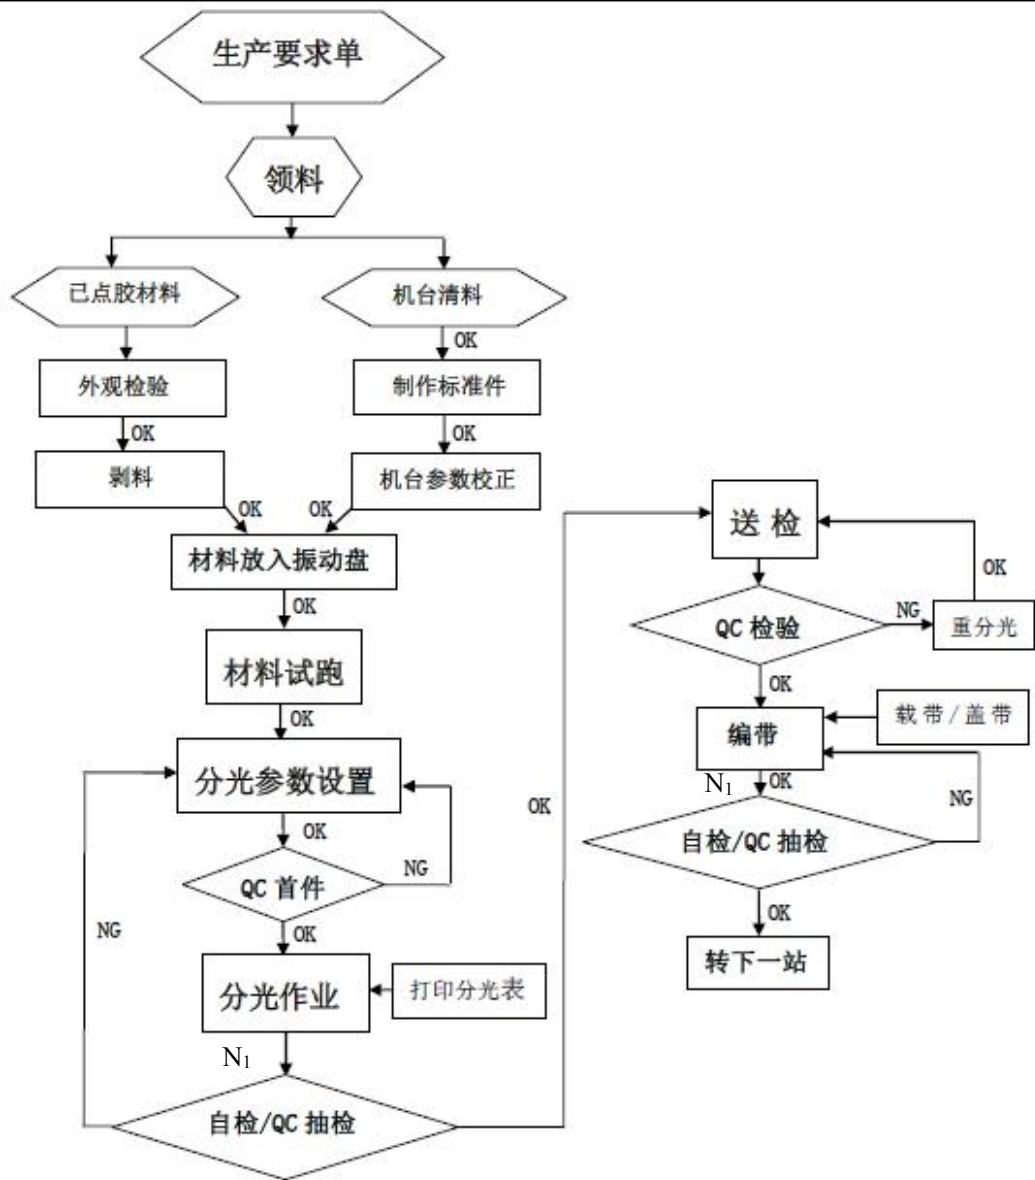 生产要求单
领料
已点胶材料
机台清料
OK
外观检验
制作标准件
OK
OK
剥料
机台参数校正
OK
OK
材料放入振动盘
OK
材料试跑
OK
分光参数设置
OK
QC 首件
NG
OK
NG
分光作业
打印分光表
N1
自检/QC 抽检
OK
送 检
OK
QC 检验
NG
重分光
OK
编带
载带/盖带
N1
OK
NG
自检/QC 抽检
OK
转下一站